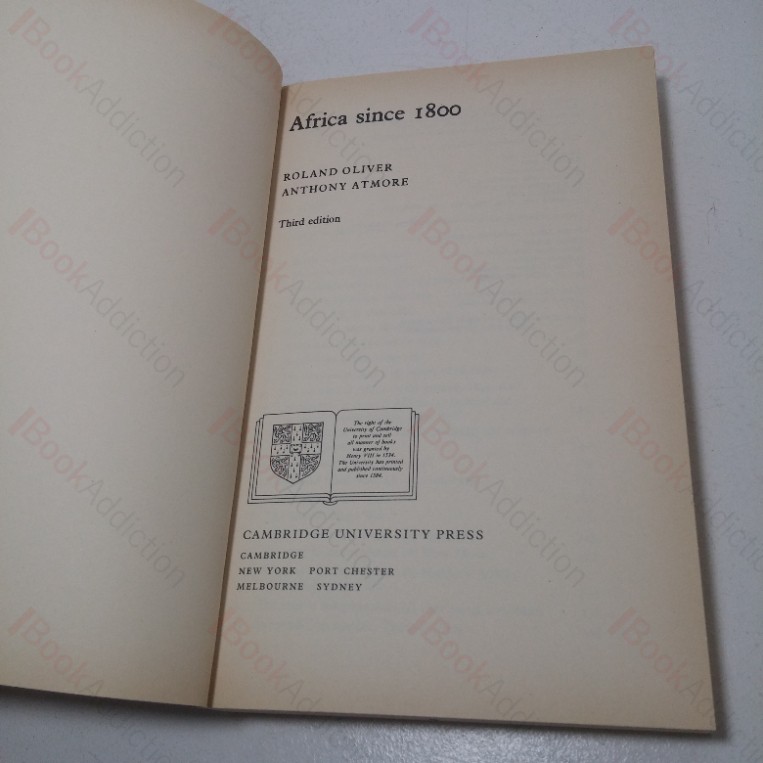 Africa since 1800
ROLAND OLIVER
ANTHONY ATMORE
Third edition
The right of the
University of Cambridge
to print and sell
all manner of books
was granted by
Henry VIII in 1534.
The University has printed
and published continuously
since 1584.
CAMBRIDGE UNIVERSITY PRESS
CAMBRIDGE
NEW YORK PORT CHESTER
MELBOURNE SYDNEY
BookAddiction